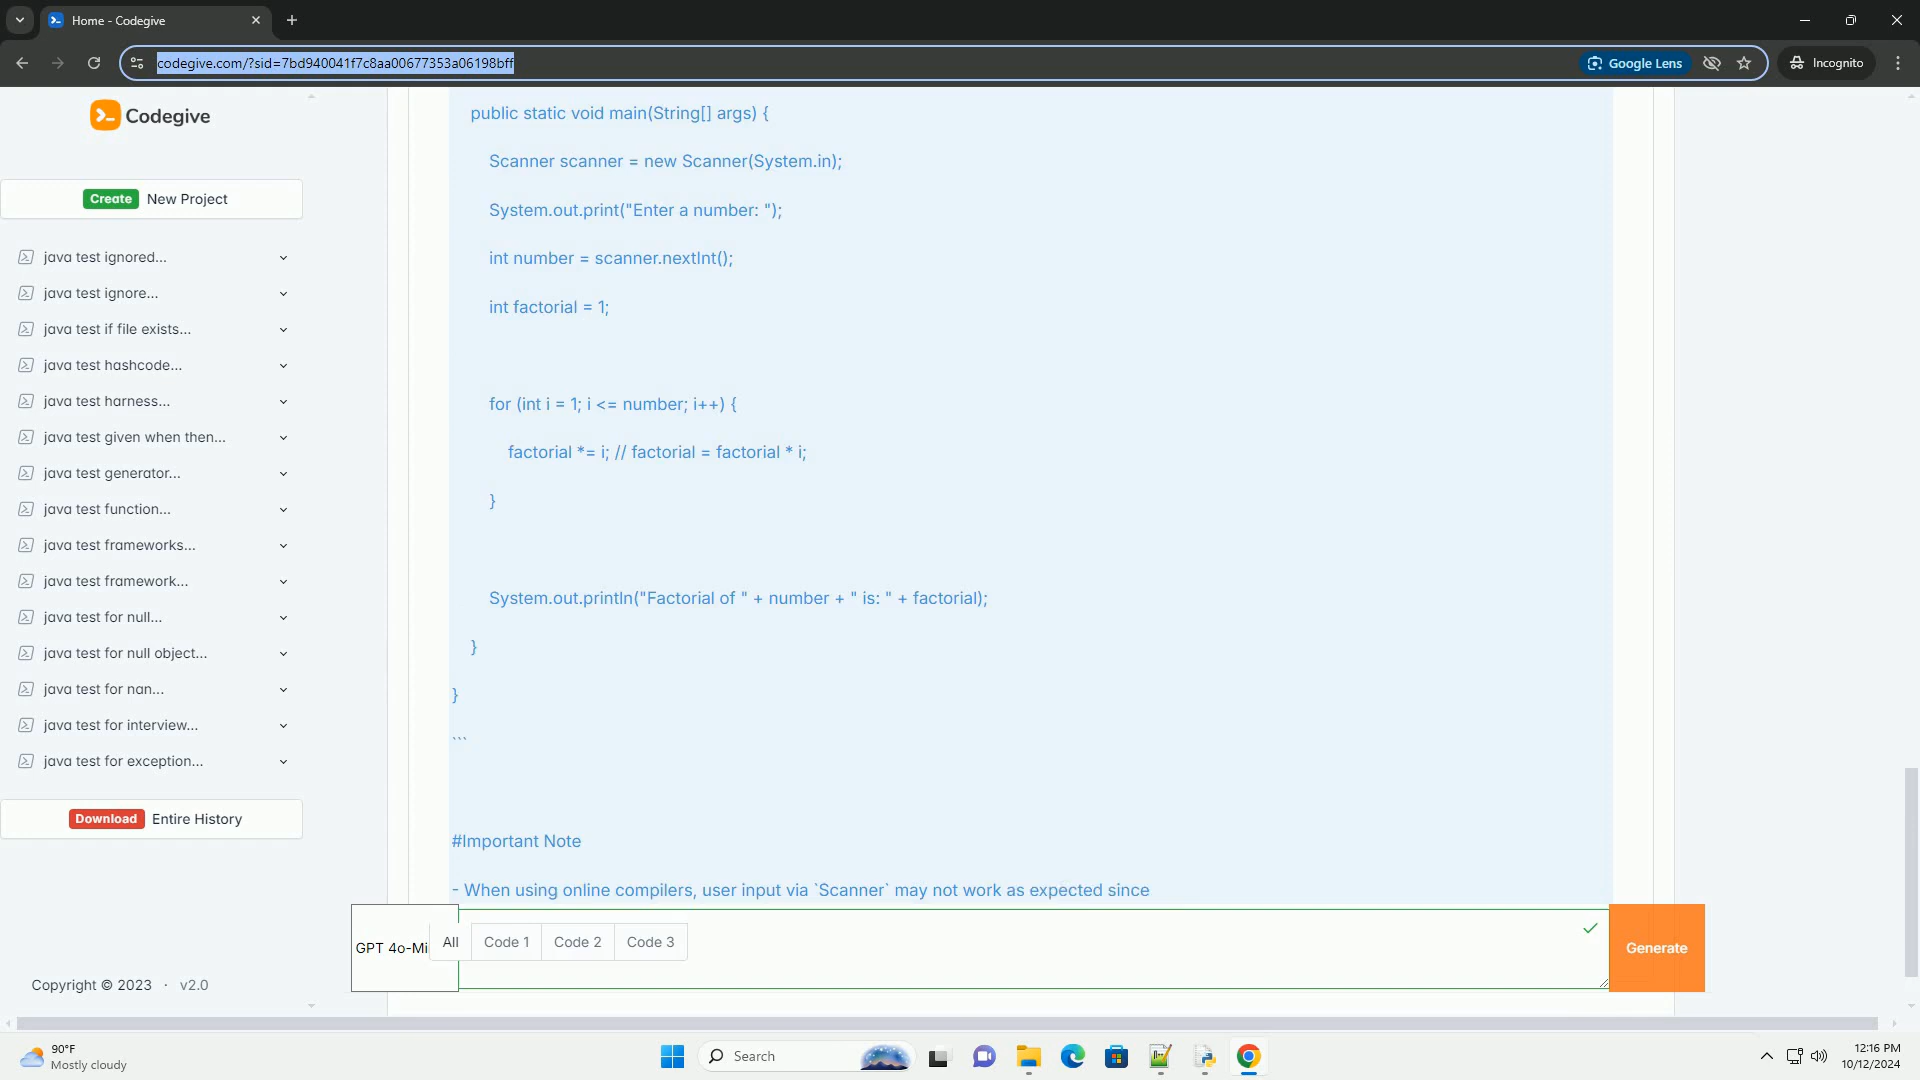 Home - Codegive
codegive.com/?sid=7bd940041f7c8aa00677353a06198bff
Google Lens
Incognito
Codegive
Create New Project
java test ignored...
java test ignore...
java test if file exists...
java test hashcode...
java test harness...
java test given when then...
java test generator...
java test function...
java test frameworks...
java test framework...
java test for null...
java test for null object...
java test for nan...
java test for interview...
java test for exception...
Download Entire History
Copyright © 2023 · v2.0
public static void main(String[] args) {
Scanner scanner = new Scanner(System.in);
System.out.print("Enter a number: ");
int number = scanner.nextInt();
int factorial = 1;
for (int i = 1; i <= number; i++) {
factorial *= i; // factorial = factorial * i;
}
System.out.println("Factorial of " + number + " is: " + factorial);
}
}
```
#Important Note
- When using online compilers, user input via `Scanner` may not work as expected since
GPT 4o-Mi
All Code 1 Code 2 Code 3
Generate
90°F
Mostly cloudy
Search
12:16 PM
10/12/2024